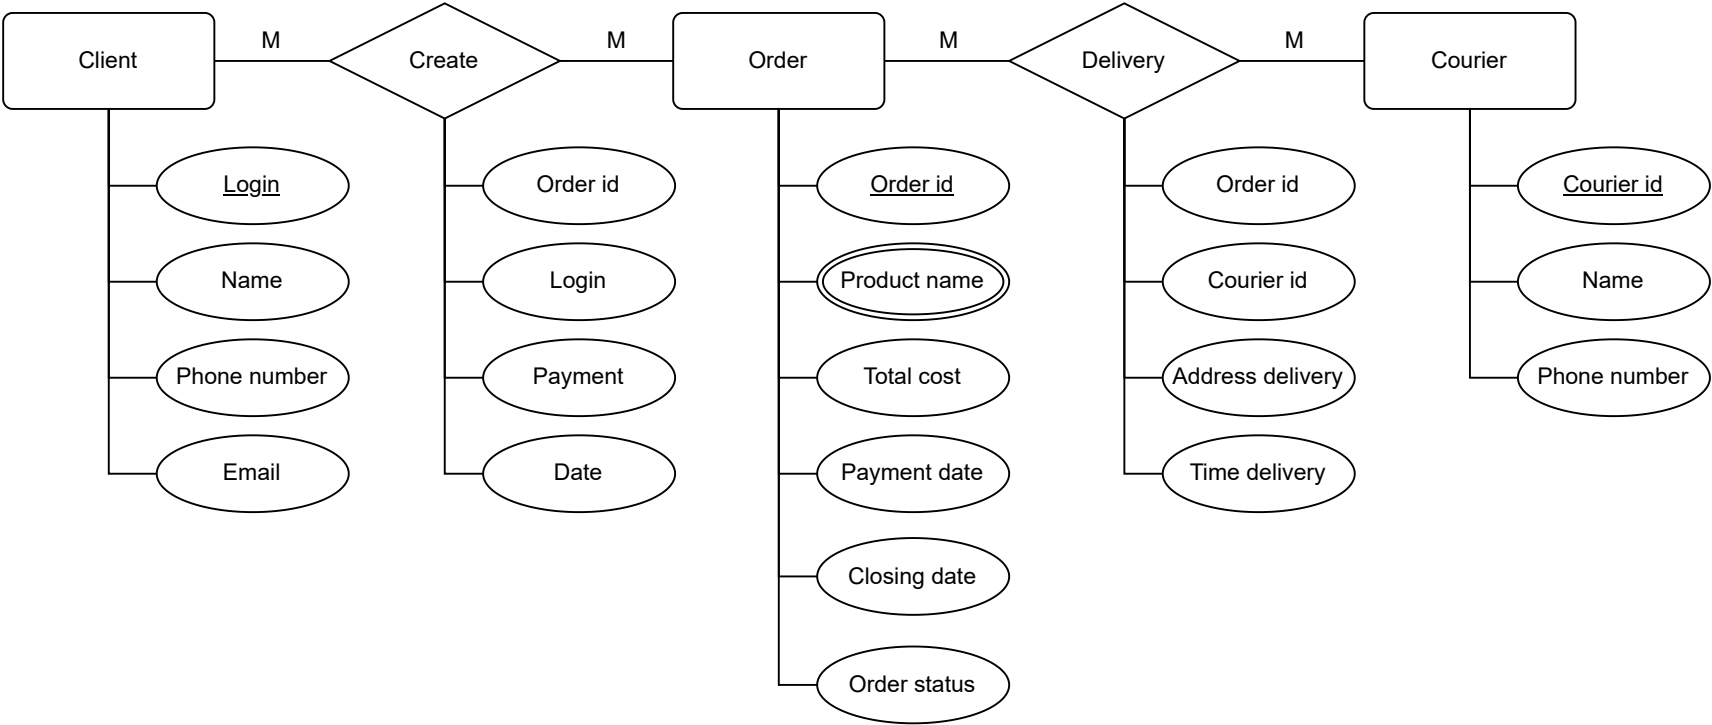 Client
M
Create
M
Order
M
Delivery
M
Courier
Login
Order id
Order id
Order id
Courier id
Name
Login
Product name
Courier id
Name
Phone number
Payment
Total cost
Address delivery
Phone number
Email
Date
Payment date
Time delivery
Closing date
Order status